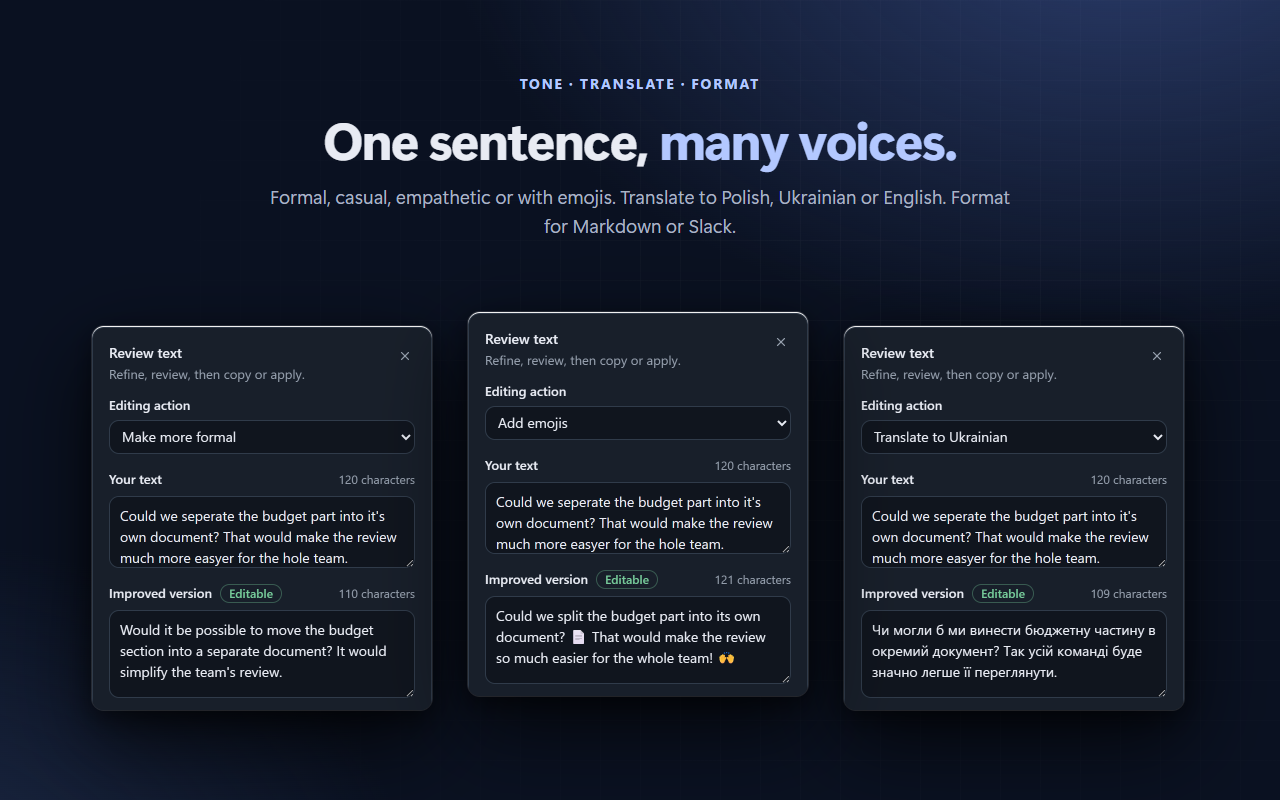 TONE · TRANSLATE · FORMAT
One sentence, many voices.
Formal, casual, empathetic or with emojis. Translate to Polish, Ukrainian or English. Format
for Markdown or Slack.
Review text
Refine, review, then copy or apply.
Editing action
Make more formal
Your text 120 characters
Could we seperate the budget part into it's
own document? That would make the review
much more easyer for the hole team.
Improved version Editable 110 characters
Would it be possible to move the budget
section into a separate document? It would
simplify the team's review.
Review text
Refine, review, then copy or apply.
Editing action
Add emojis
Your text 120 characters
Could we seperate the budget part into it's
own document? That would make the review
much more easyer for the hole team.
Improved version Editable 121 characters
Could we split the budget part into its own
document? 📄 That would make the review
so much easier for the whole team! 🙌
Review text
Refine, review, then copy or apply.
Editing action
Translate to Ukrainian
Your text 120 characters
Could we seperate the budget part into it's
own document? That would make the review
much more easyer for the hole team.
Improved version Editable 109 characters
Чи могли б ми винести бюджетну частину в
окремий документ? Так усій команді буде
значно легше її переглянути.